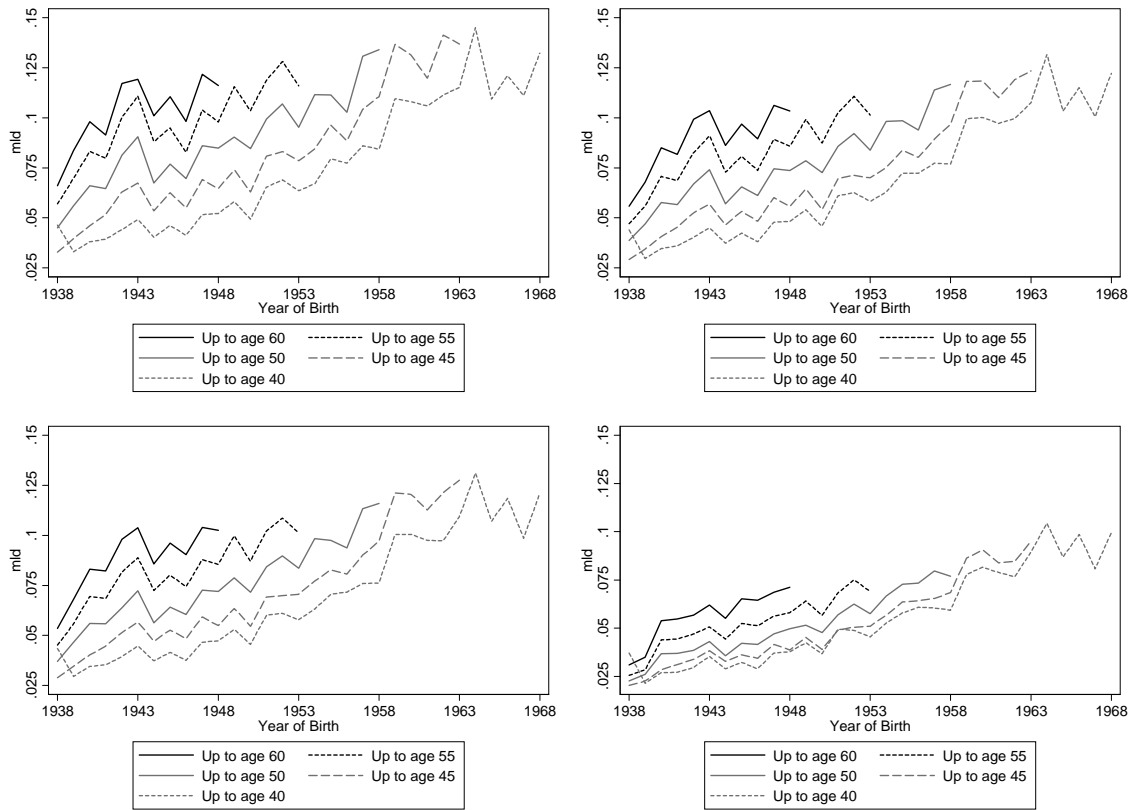 .15
.125
.1
.075
.05
.025
mld
1938 1943 1948 1953 1958 1963 1968
Year of Birth
Up to age 60 Up to age 55
Up to age 50 Up to age 45
Up to age 40
.15
.125
.1
.075
.05
.025
mld
1938 1943 1948 1953 1958 1963 1968
Year of Birth
Up to age 60 Up to age 55
Up to age 50 Up to age 45
Up to age 40
.15
.125
.1
.075
.05
.025
mld
1938 1943 1948 1953 1958 1963 1968
Year of Birth
Up to age 60 Up to age 55
Up to age 50 Up to age 45
Up to age 40
.15
.125
.1
.075
.05
.025
mld
1938 1943 1948 1953 1958 1963 1968
Year of Birth
Up to age 60 Up to age 55
Up to age 50 Up to age 45
Up to age 40